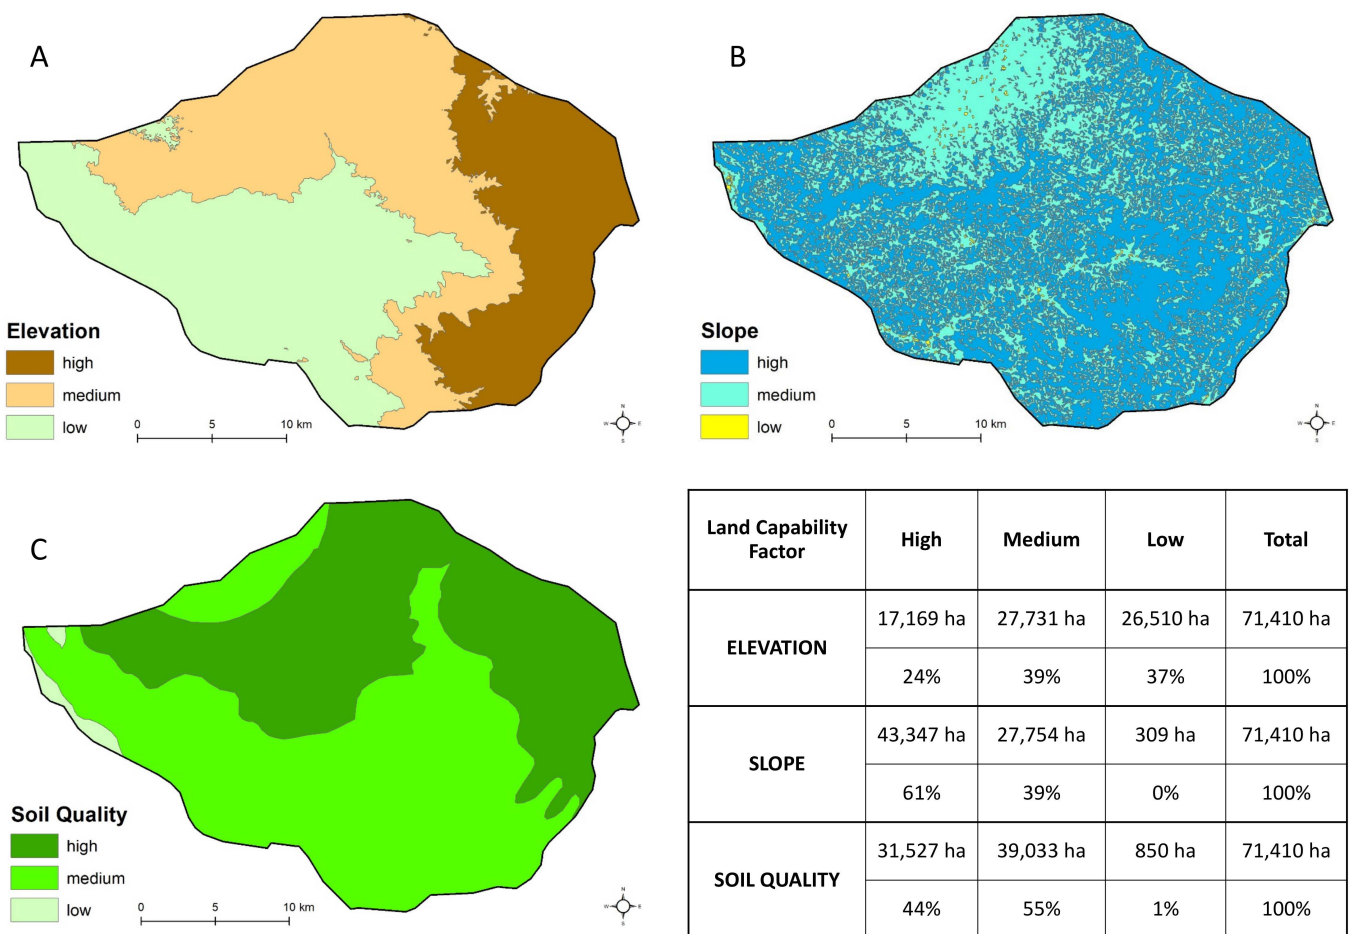 A
Elevation
high
medium
low
0 5 10 km
N
W E
S
B
Slope
high
medium
low
0 5 10 km
N
W E
S
C
Soil Quality
high
medium
low
0 5 10 km
N
W E
S
Land Capability Factor High Medium Low Total
ELEVATION 17,169 ha 27,731 ha 26,510 ha 71,410 ha
24% 39% 37% 100%
SLOPE 43,347 ha 27,754 ha 309 ha 71,410 ha
61% 39% 0% 100%
SOIL QUALITY 31,527 ha 39,033 ha 850 ha 71,410 ha
44% 55% 1% 100%